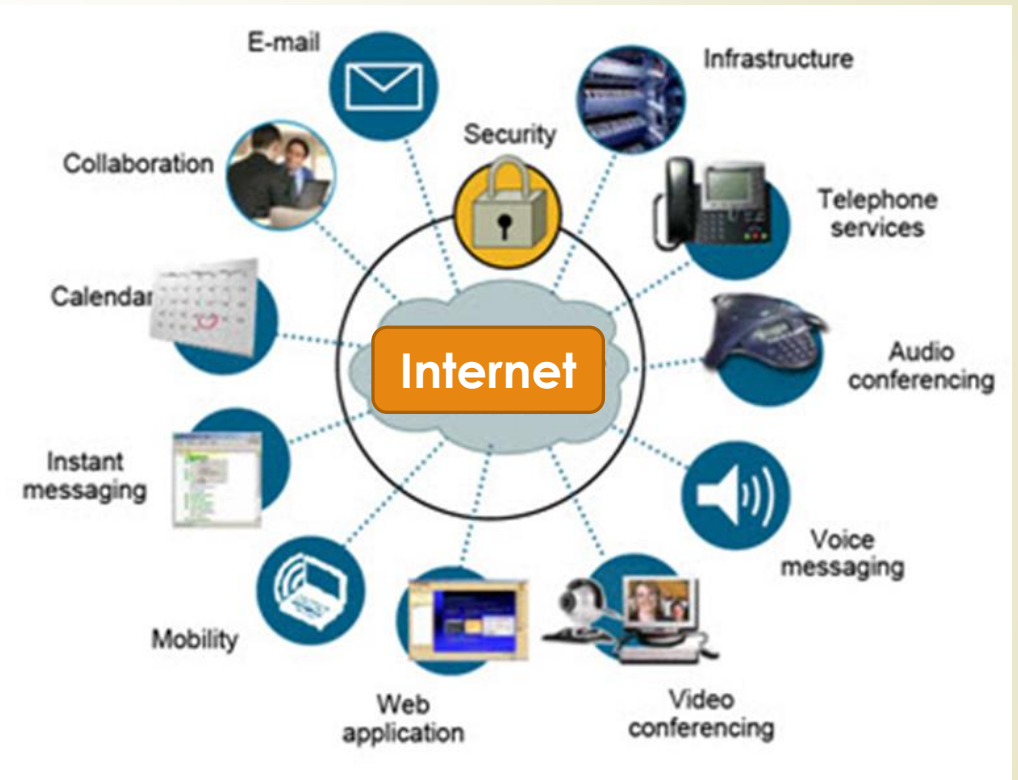 E-mail
Infrastructure
Security
Collaboration
Telephone
services
Calendar
Internet
Audio
conferencing
Instant
messaging
Voice
messaging
Mobility
Web
application
Video
conferencing